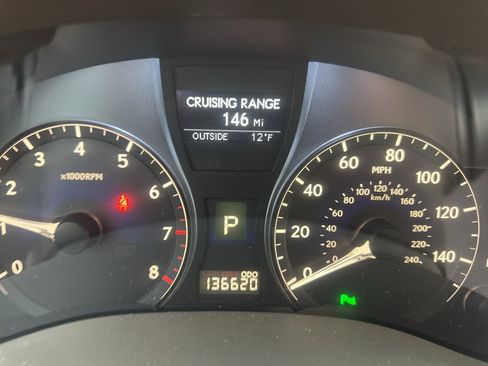 CRUISING RANGE
146 Mi
OUTSIDE 12°F
0 1 2 3 4 5 6 7 8
x1000RPM
P
ODO
136620
0 20 40 60 80 100 120 140
MPH
0 20 40 60 80 100 120 140 160 180 200 220 240
km/h